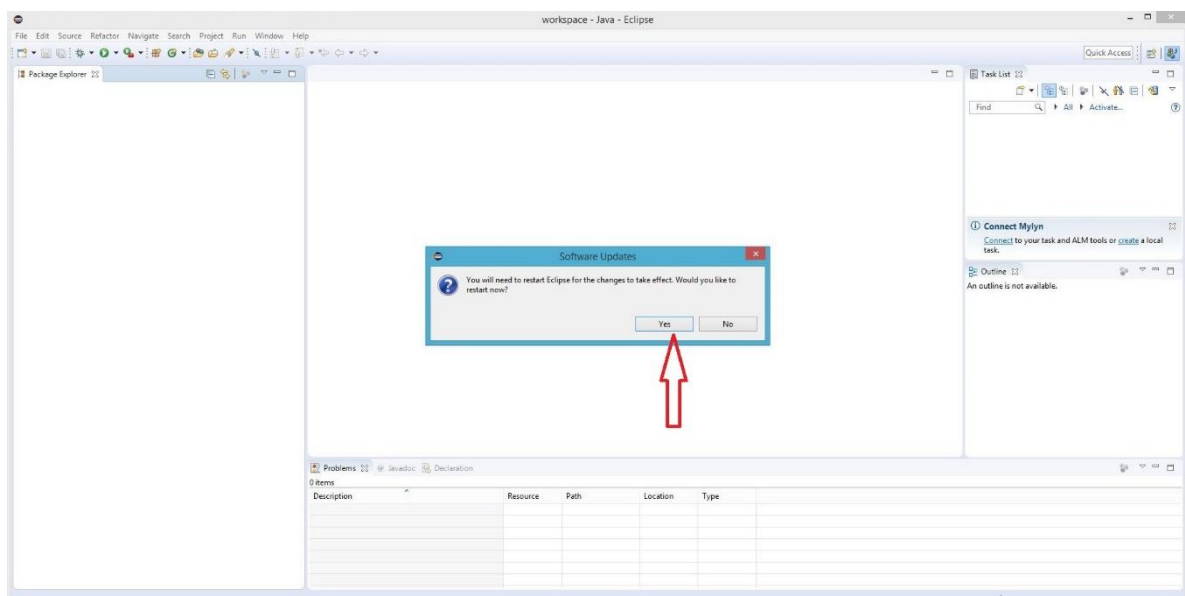 workspace - Java - Eclipse
File Edit Source Refactor Navigate Search Project Run Window Help
Quick Access
Package Explorer
Task List
Find
All
Activate...
Connect Mylyn
Connect to your task and ALM tools or create a local
task.
Outline
An outline is not available.
Software Updates
You will need to restart Eclipse for the changes to take effect. Would you like to
restart now?
Yes
No
Problems
@ Javadoc
Declaration
0 items
Description
Resource
Path
Location
Type